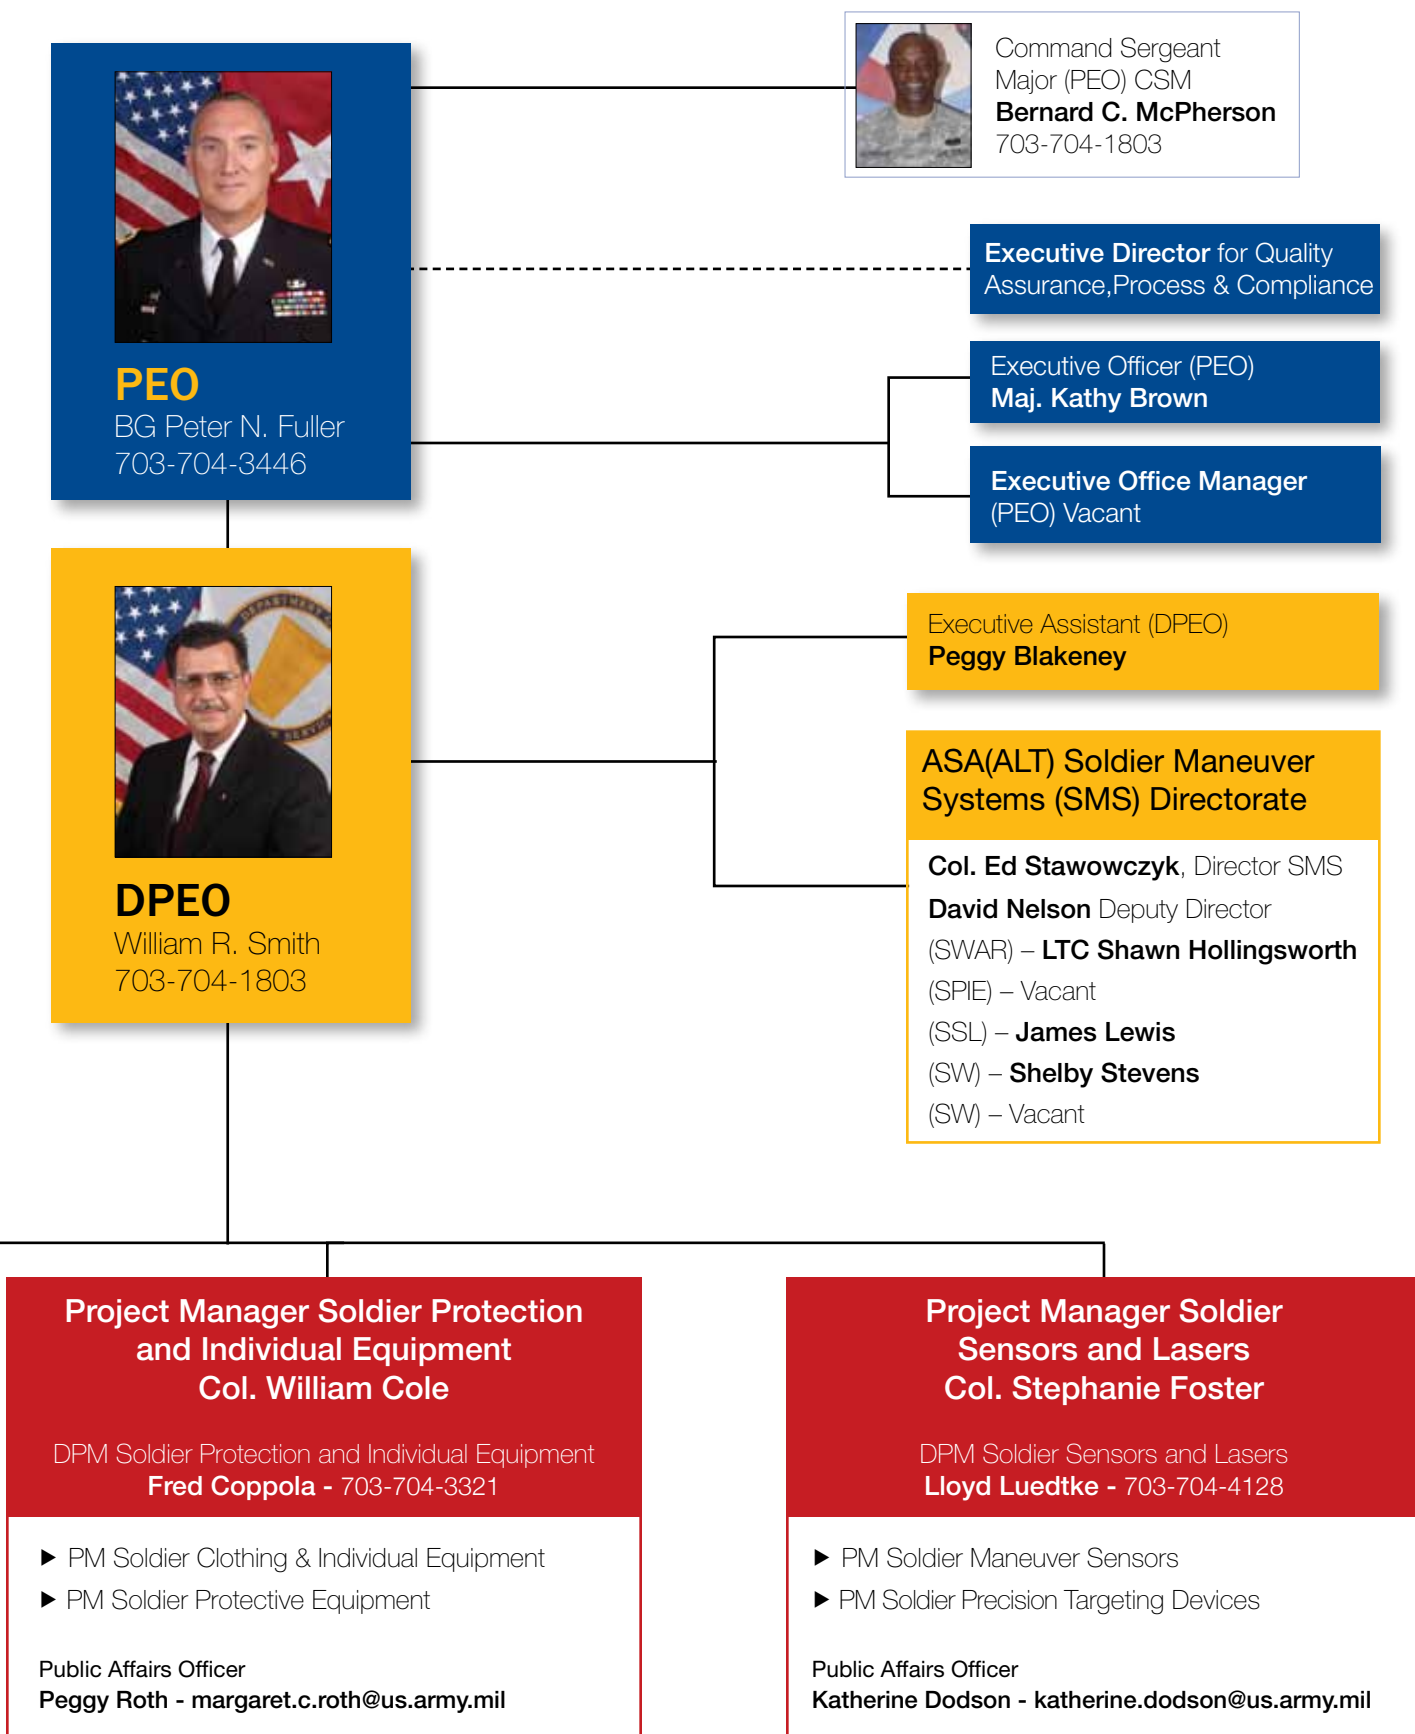 Command Sergeant
Major (PEO) CSM
Bernard C. McPherson
703-704-1803
Executive Director for Quality
Assurance,Process & Compliance
PEO
BG Peter N. Fuller
703-704-3446
Executive Officer (PEO)
Maj. Kathy Brown
Executive Office Manager
(PEO) Vacant
DPEO
William R. Smith
703-704-1803
Executive Assistant (DPEO)
Peggy Blakeney
ASA(ALT) Soldier Maneuver
Systems (SMS) Directorate
Col. Ed Stawowczyk, Director SMS
David Nelson Deputy Director
(SWAR) – LTC Shawn Hollingsworth
(SPIE) – Vacant
(SSL) – James Lewis
(SW) – Shelby Stevens
(SW) – Vacant
Project Manager Soldier Protection
and Individual Equipment
Col. William Cole
DPM Soldier Protection and Individual Equipment
Fred Coppola - 703-704-3321
▶ PM Soldier Clothing & Individual Equipment
▶ PM Soldier Protective Equipment
Public Affairs Officer
Peggy Roth - margaret.c.roth@us.army.mil
Project Manager Soldier
Sensors and Lasers
Col. Stephanie Foster
DPM Soldier Sensors and Lasers
Lloyd Luedtke - 703-704-4128
▶ PM Soldier Maneuver Sensors
▶ PM Soldier Precision Targeting Devices
Public Affairs Officer
Katherine Dodson - katherine.dodson@us.army.mil